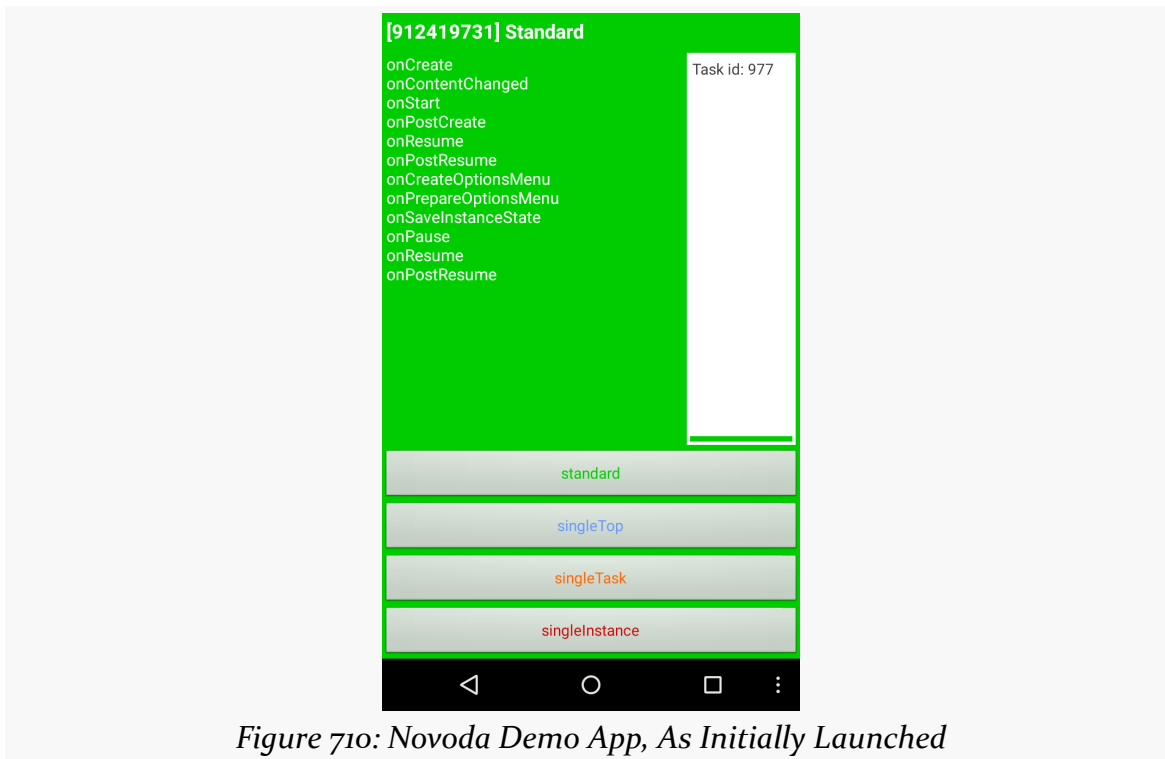 [912419731] Standard
onCreate
onContentChanged
onStart
onPostCreate
onResume
onPostResume
onCreateOptionsMenu
onPrepareOptionsMenu
onSaveInstanceState
onPause
onResume
onPostResume
Task id: 977
standard
singleTop
singleTask
singleInstance
Figure 710: Novoda Demo App, As Initially Launched